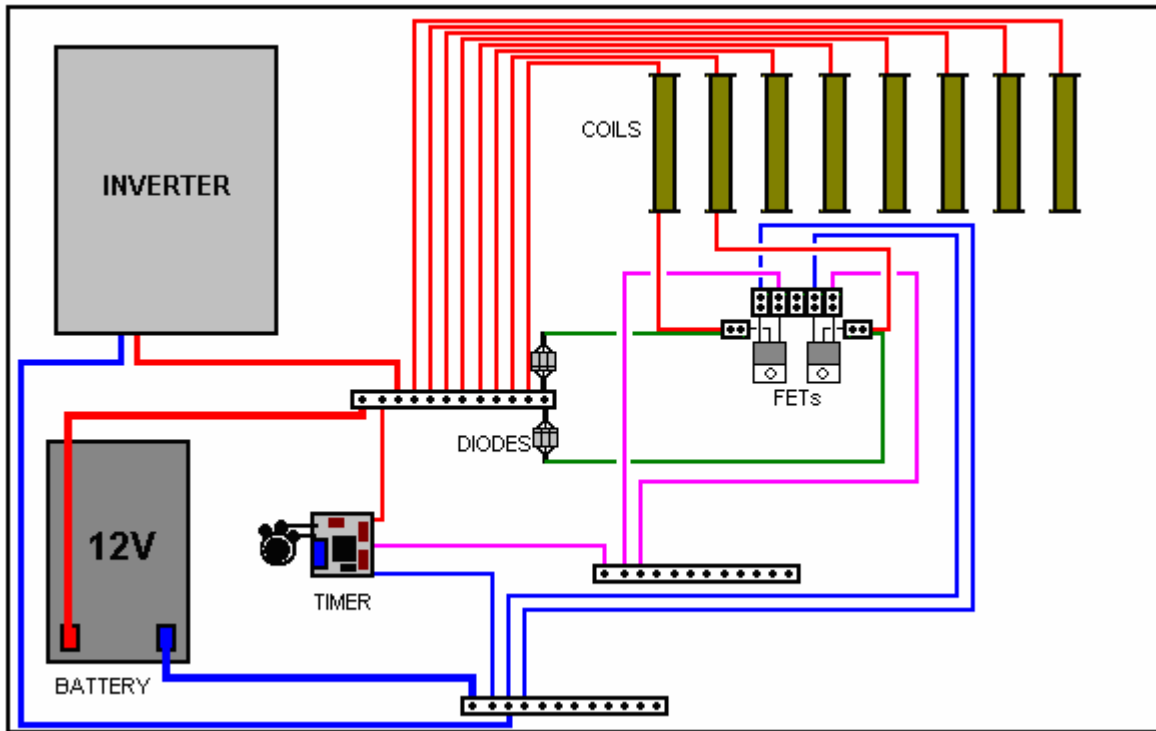 INVERTER
COILS
FETs
DIODES
12V
TIMER
BATTERY